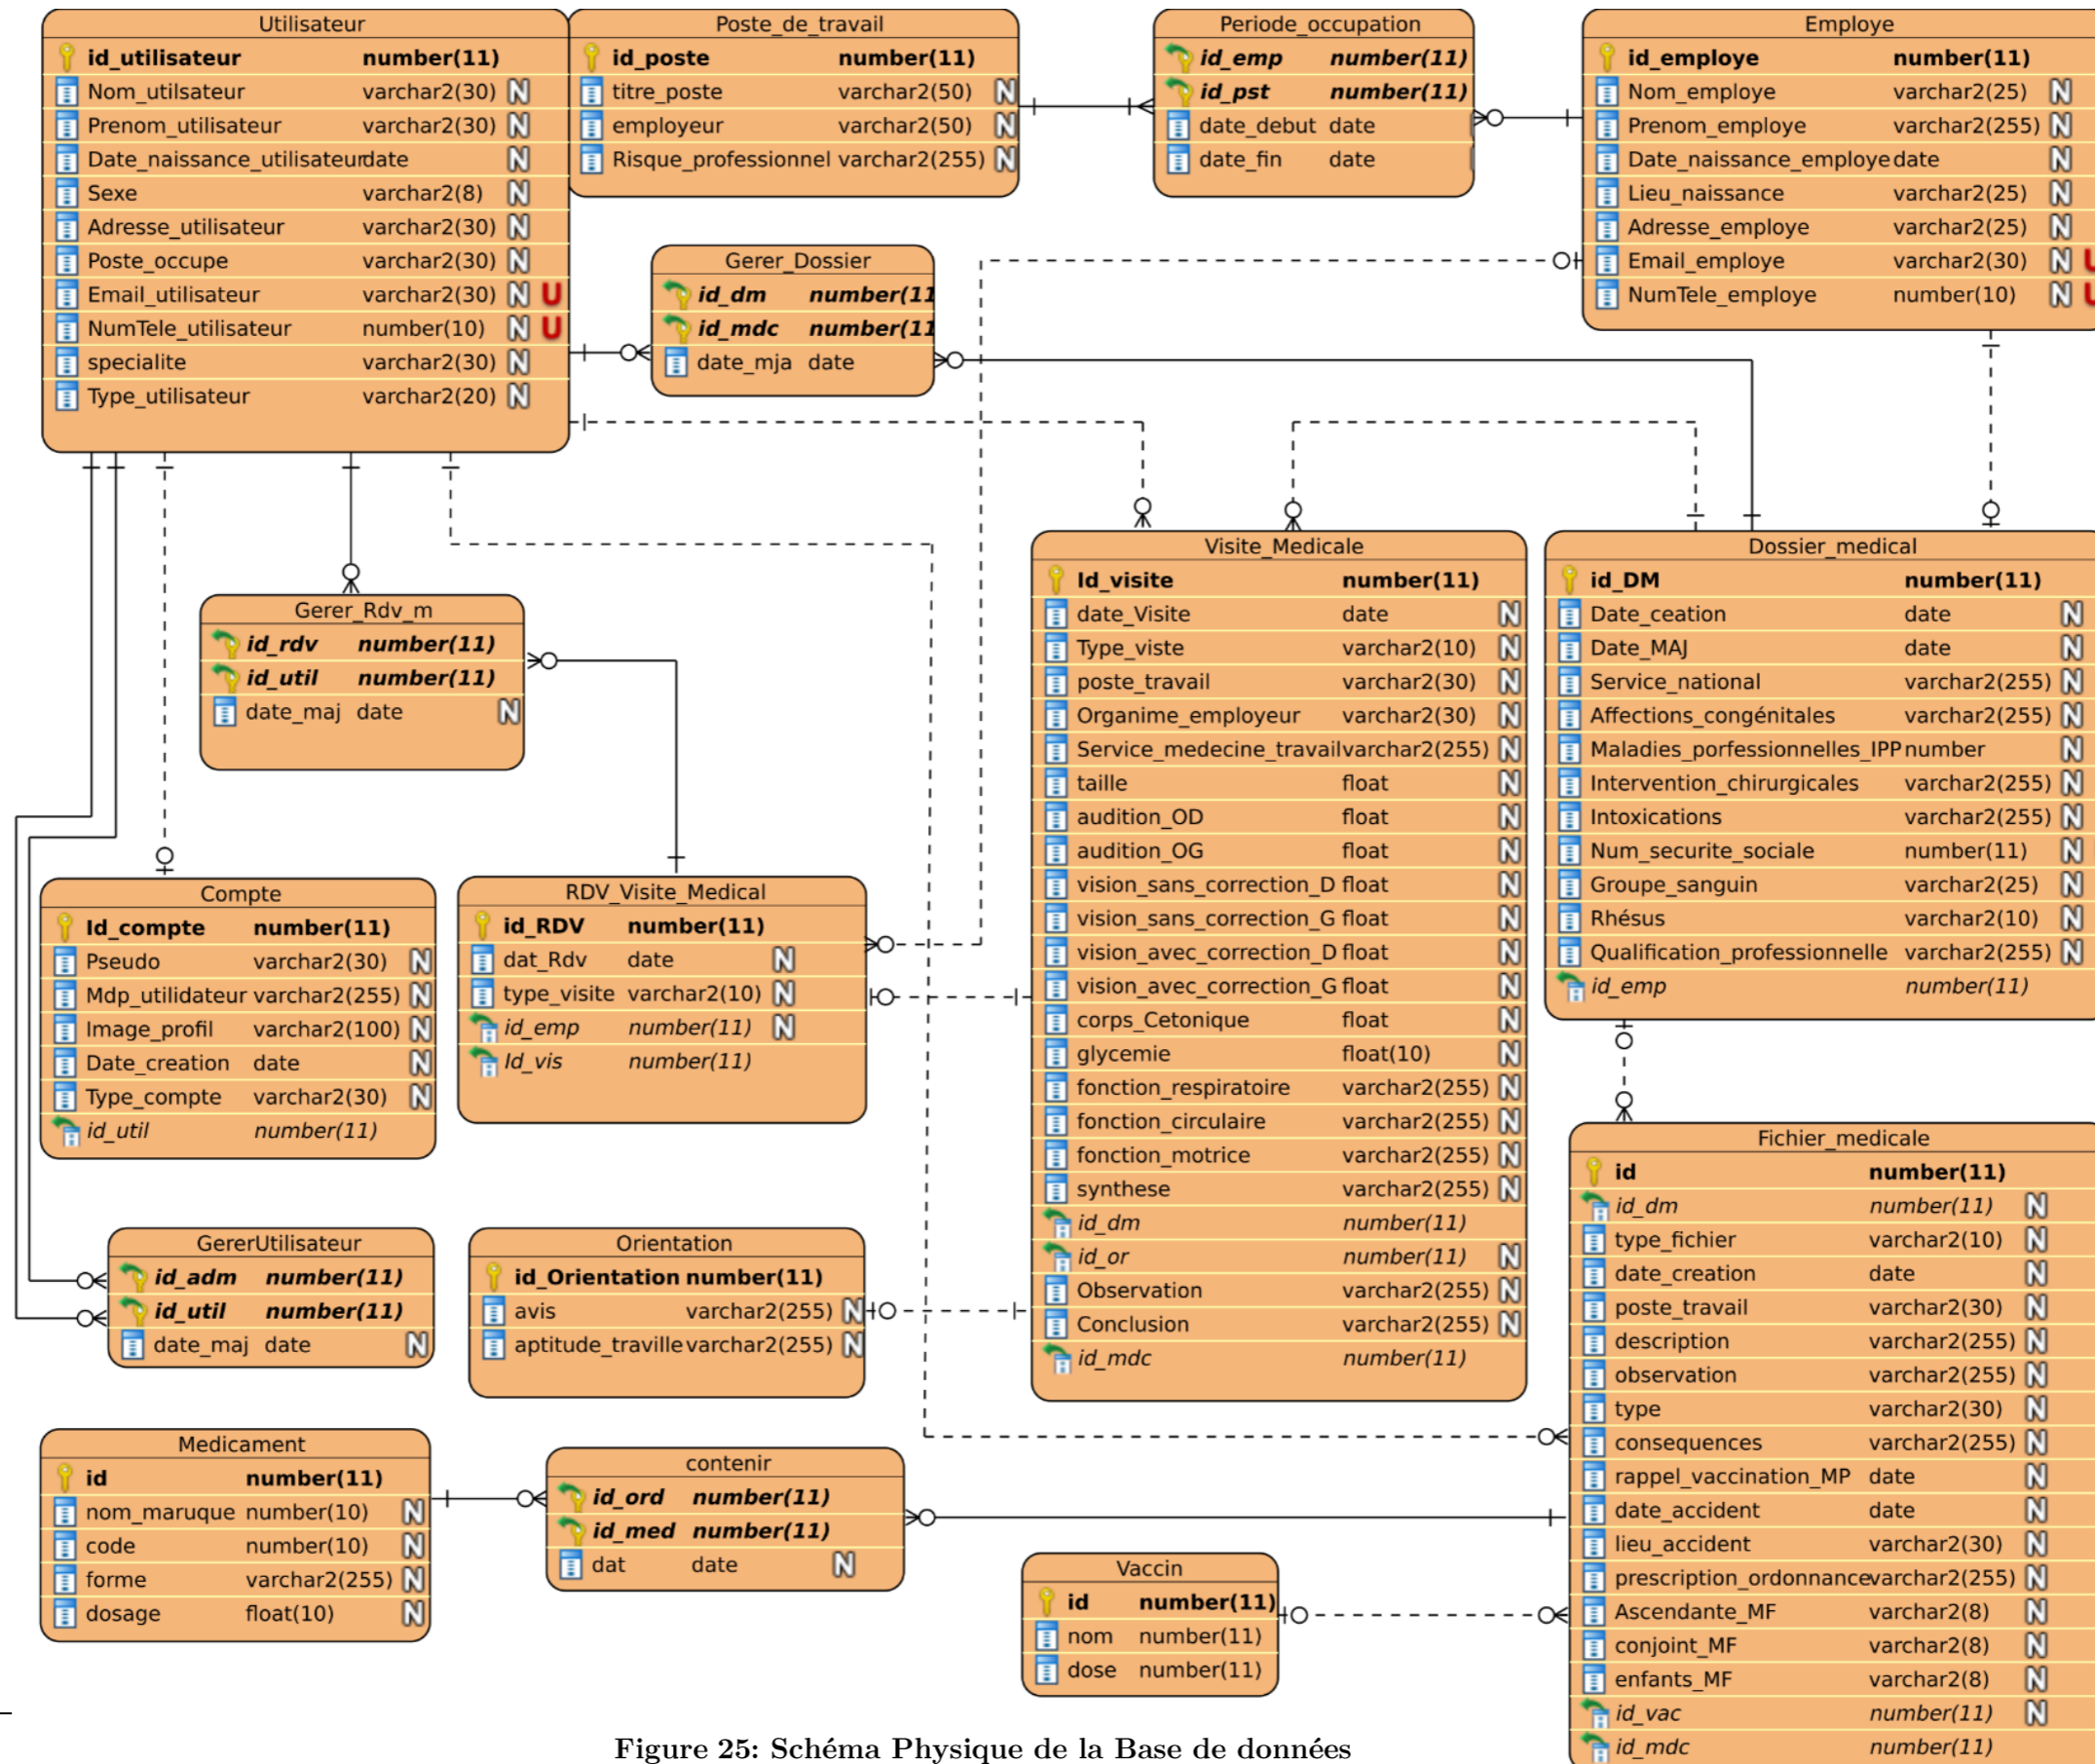 Utilisateur
id_utilisateur number(11)
Nom_utilsateur varchar2(30) N
Prenom_utilisateur varchar2(30) N
Date_naissance_utilisateur date N
Sexe varchar2(8) N
Adresse_utilisateur varchar2(30) N
Poste_occupe varchar2(30) N
Email_utilisateur varchar2(30) N U
NumTele_utilisateur number(10) N U
specialite varchar2(30) N
Type_utilisateur varchar2(20) N
Poste_de_travail
id_poste number(11)
titre_poste varchar2(50) N
employeur varchar2(50) N
Risque_professionnel varchar2(255) N
Periode_occupation
id_emp number(11)
id_pst number(11)
date_debut date
date_fin date
Employe
id_employe number(11)
Nom_employe varchar2(25) N
Prenom_employe varchar2(255) N
Date_naissance_employe date N
Lieu_naissance varchar2(25) N
Adresse_employe varchar2(25) N
Email_employe varchar2(30) N U
NumTele_employe number(10) N U
Gerer_Dossier
id_dm number(11
id_mdc number(11
date_mja date
Gerer_Rdv_m
id_rdv number(11)
id_util number(11)
date_maj date N
Visite_Medicale
Id_visite number(11)
date_Visite date N
Type_viste varchar2(10) N
poste_travail varchar2(30) N
Organime_employeur varchar2(30) N
Service_medecine_travail varchar2(255) N
taille float N
audition_OD float N
audition_OG float N
vision_sans_correction_D float N
vision_sans_correction_G float N
vision_avec_correction_D float N
vision_avec_correction_G float N
corps_Cetonique float N
glycemie float(10) N
fonction_respiratoire varchar2(255) N
fonction_circulaire varchar2(255) N
fonction_motrice varchar2(255) N
synthese varchar2(255) N
id_dm number(11)
id_or number(11) N
Observation varchar2(255) N
Conclusion varchar2(255) N
id_mdc number(11)
Dossier_medical
id_DM number(11)
Date_ceation date N
Date_MAJ date N
Service_national varchar2(255) N
Affections_congénitales varchar2(255) N
Maladies_porfessionnelles_IPP number N
Intervention_chirurgicales varchar2(255) N
Intoxications varchar2(255) N
Num_securite_sociale number(11) N
Groupe_sanguin varchar2(25) N
Rhésus varchar2(10) N
Qualification_professionnelle varchar2(255) N
id_emp number(11)
Compte
Id_compte number(11)
Pseudo varchar2(30) N
Mdp_utilidateur varchar2(255) N
Image_profil varchar2(100) N
Date_creation date N
Type_compte varchar2(30) N
id_util number(11)
RDV_Visite_Medical
id_RDV number(11)
dat_Rdv date N
type_visite varchar2(10) N
id_emp number(11) N
Id_vis number(11)
Fichier_medicale
id number(11)
id_dm number(11) N
type_fichier varchar2(10) N
date_creation date N
poste_travail varchar2(30) N
description varchar2(255) N
observation varchar2(255) N
type varchar2(30) N
consequences varchar2(255) N
rappel_vaccination_MP date N
date_accident date N
lieu_accident varchar2(30) N
prescription_ordonnance varchar2(255) N
Ascendante_MF varchar2(8) N
conjoint_MF varchar2(8) N
enfants_MF varchar2(8) N
id_vac number(11) N
id_mdc number(11)
GererUtilisateur
id_adm number(11)
id_util number(11)
date_maj date N
Orientation
id_Orientation number(11)
avis varchar2(255) N
aptitude_traville varchar2(255) N
Medicament
id number(11)
nom_maruque number(10) N
code number(10) N
forme varchar2(255) N
dosage float(10) N
contenir
id_ord number(11)
id_med number(11)
dat date N
Vaccin
id number(11)
nom number(11)
dose number(11)
Figure 25: Schéma Physique de la Base de données